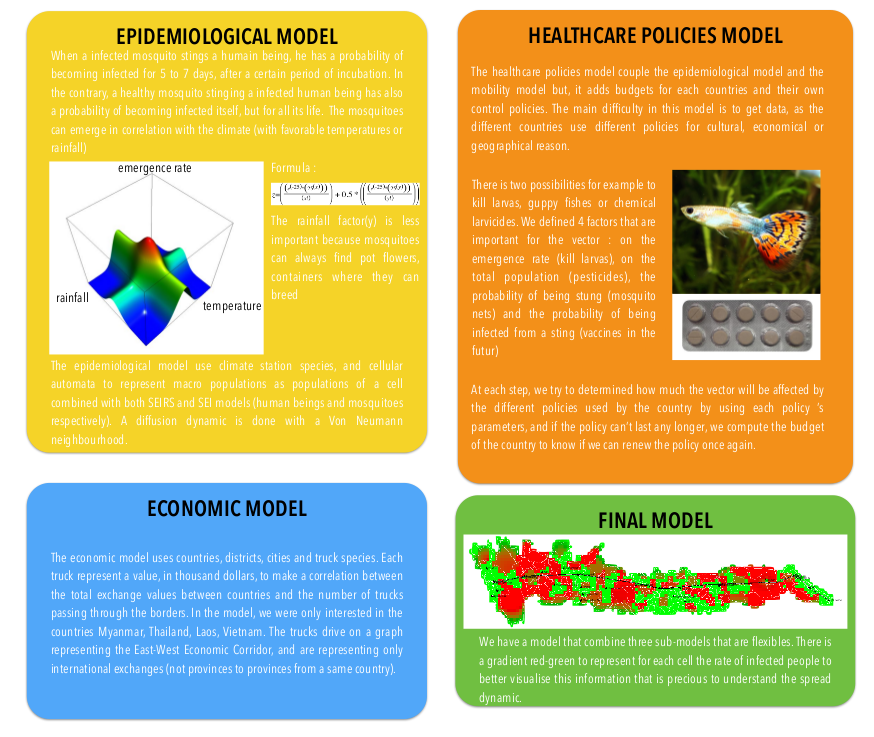 EPIDEMIOLOGICAL MODEL
When a infected mosquito stings a humain being, he has a probability of
becoming infected for 5 to 7 days, after a certain period of incubation. In
the contrary, a healthy mosquito stinging a infected human being has also
a probability of becoming infected itself, but for all its life. The mosquitoes
can emerge in correlation with the climate (with favorable temperatures or
rainfall)
emergence rate
rainfall
temperature
Formula :
The rainfall factor(y) is less
important because mosquitoes
can always find pot flowers,
containers where they can
breed
The epidemiological model use climate station species, and cellular
automata to represent macro populations as populations of a cell
combined with both SEIRS and SEI models (human beings and mosquitoes
respectively). A diffusion dynamic is done with a Von Neumann
neighbourhood.
HEALTHCARE POLICIES MODEL
The healthcare policies model couple the epidemiological model and the
mobility model but, it adds budgets for each countries and their own
control policies. The main difficulty in this model is to get data, as the
different countries use different policies for cultural, economical or
geographical reason.
There is two possibilities for example to
kill larvas, guppy fishes or chemical
larvicides. We defined 4 factors that are
important for the vector : on the
emergence rate (kill larvas), on the
total population (pesticides), the
probability of being stung (mosquito
nets) and the probability of being
infected from a sting (vaccines in the
futur)
At each step, we try to determined how much the vector will be affected by
the different policies used by the country by using each policy 's
parameters, and if the policy can't last any longer, we compute the budget
of the country to know if we can renew the policy once again.
ECONOMIC MODEL
The economic model uses countries, districts, cities and truck species. Each
truck represent a value, in thousand dollars, to make a correlation between
the total exchange values between countries and the number of trucks
passing through the borders. In the model, we were only interested in the
countries Myanmar, Thailand, Laos, Vietnam. The trucks drive on a graph
representing the East-West Economic Corridor, and are representing only
international exchanges (not provinces to provinces from a same country).
FINAL MODEL
We have a model that combine three sub-models that are flexibles. There is
a gradient red-green to represent for each cell the rate of infected people to
better visualise this information that is precious to understand the spread
dynamic.